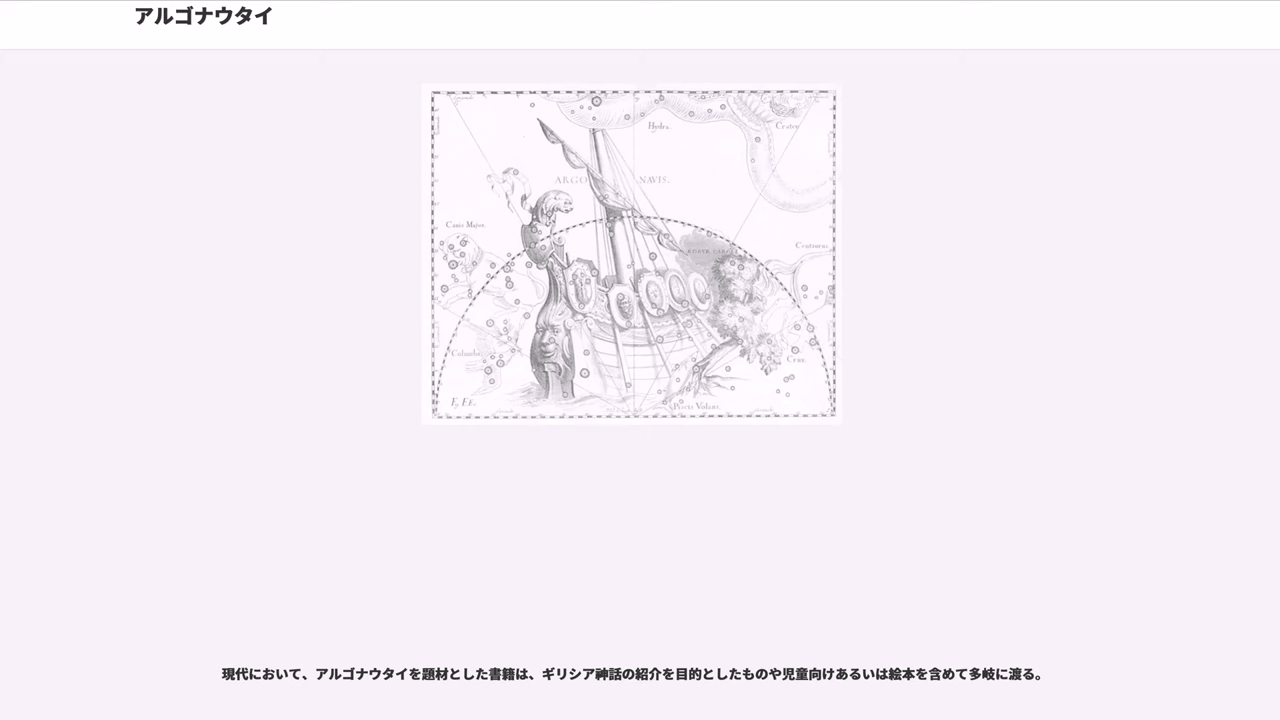 アルゴナウタイ
Hydra.
Crater
ARGO NAVIS.
Canis Major.
Centaurus
ROBUR CAROLI
Columba
Crux.
Piscis Volans.
現代において、アルゴナウタイを題材とした書籍は、ギリシア神話の紹介を目的としたものや児童向けあるいは絵本を含めて多岐に渡る。